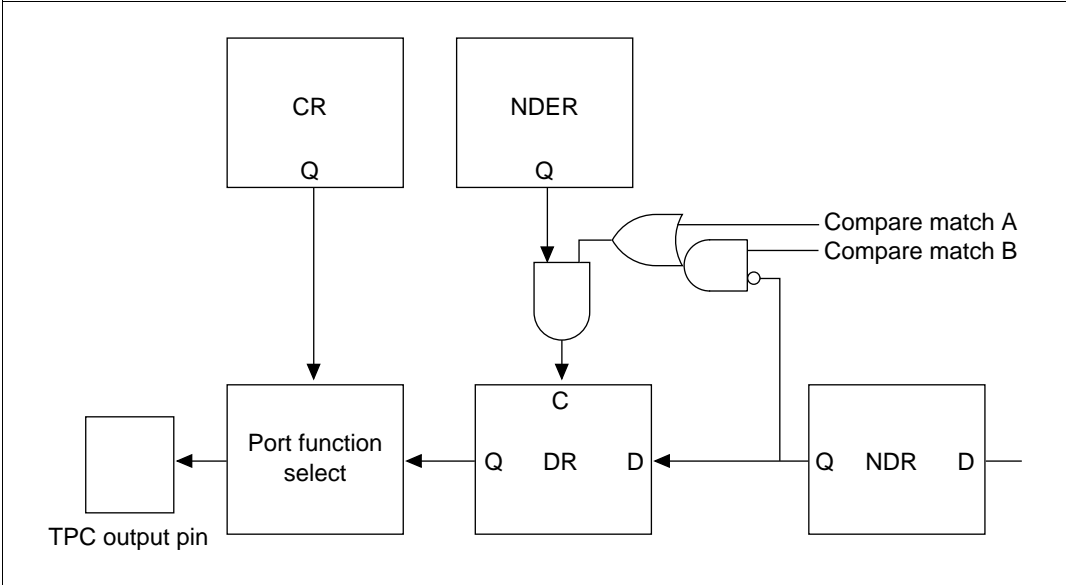 CR
Q
NDER
Q
Compare match A
Compare match B
C
Port function
select
Q DR D
Q NDR D
TPC output pin